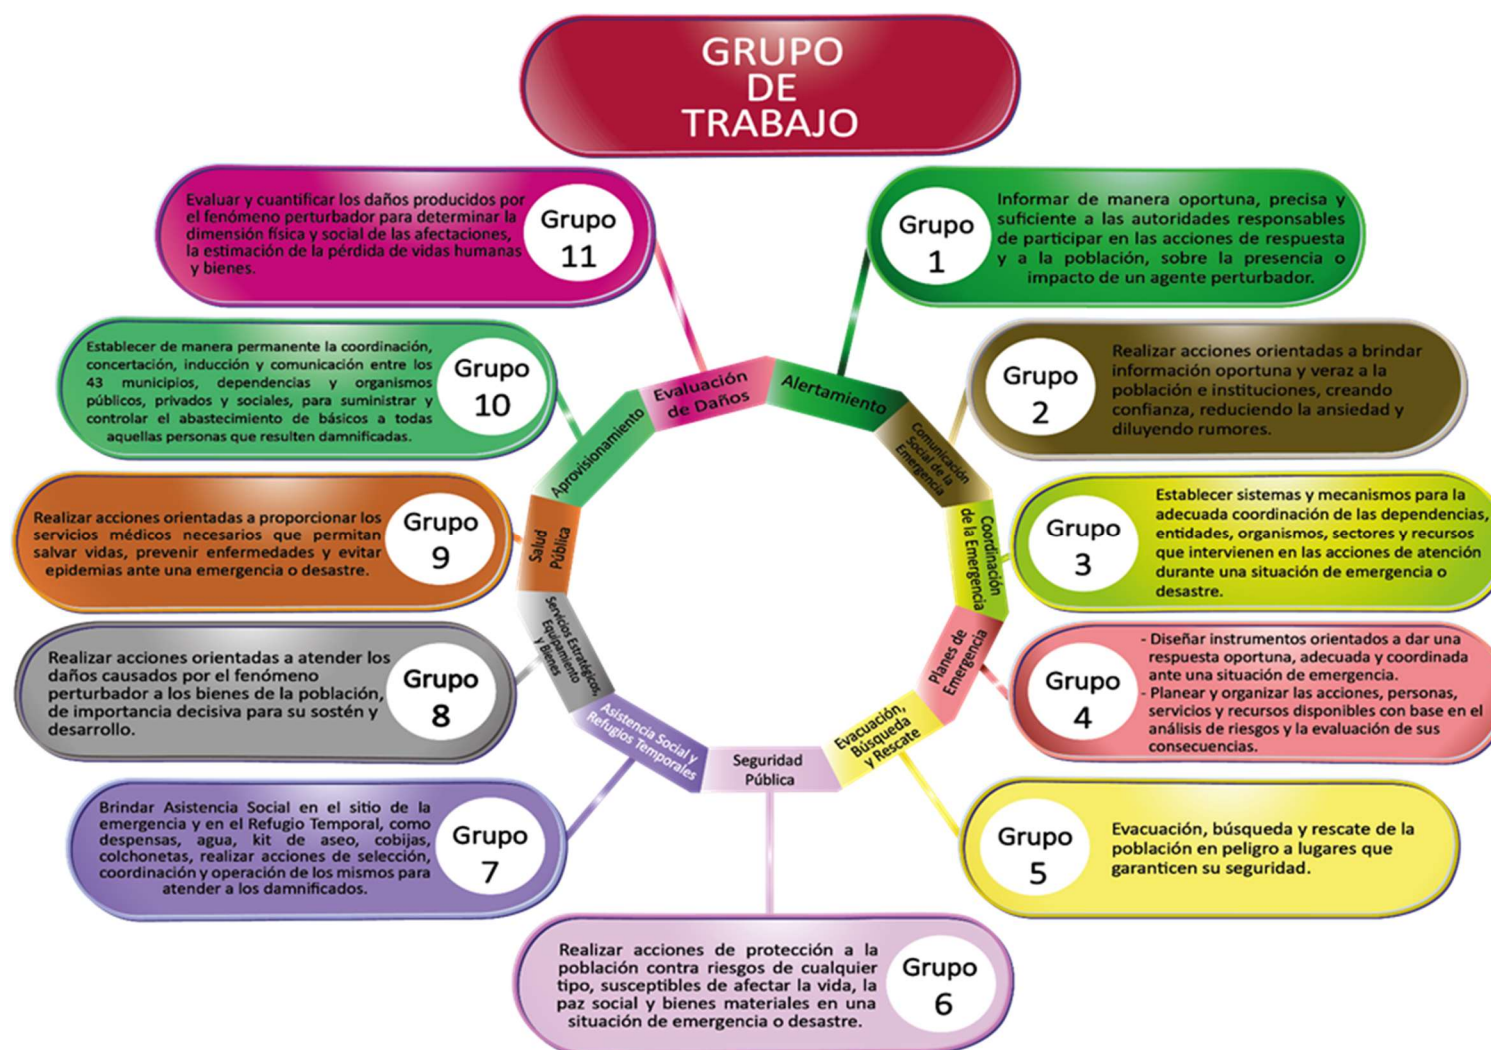 GRUPO
DE
TRABAJO
Grupo
1
Informar de manera oportuna, precisa y
suficiente a las autoridades responsables
de participar en las acciones de respuesta
y a la población, sobre la presencia o
impacto de un agente perturbador.
Grupo
2
Realizar acciones orientadas a brindar
información oportuna y veraz a la
población e instituciones, creando
confianza, reduciendo la ansiedad y
diluyendo rumores.
Grupo
3
Establecer sistemas y mecanismos para la
adecuada coordinación de las dependencias,
entidades, organismos, sectores y recursos
que intervienen en las acciones de atención
durante una situación de emergencia o
desastre.
Grupo
4
- Diseñar instrumentos orientados a dar una
respuesta oportuna, adecuada y coordinada
ante una situación de emergencia.
- Planear y organizar las acciones, personas,
servicios y recursos disponibles con base en el
análisis de riesgos y la evaluación de sus
consecuencias.
Grupo
5
Evacuación, búsqueda y rescate de la
población en peligro a lugares que
garanticen su seguridad.
Grupo
6
Realizar acciones de protección a la
población contra riesgos de cualquier
tipo, susceptibles de afectar la vida, la
paz social y bienes materiales en una
situación de emergencia o desastre.
Grupo
7
Brindar Asistencia Social en el sitio de la
emergencia y en el Refugio Temporal, como
despensas, agua, kit de aseo, cobijas,
colchonetas, realizar acciones de selección,
coordinación y operación de los mismos para
atender a los damnificados.
Grupo
8
Realizar acciones orientadas a atender los
daños causados por el fenómeno
perturbador a los bienes de la población,
de importancia decisiva para su sostén y
desarrollo.
Grupo
9
Realizar acciones orientadas a proporcionar los
servicios médicos necesarios que permitan
salvar vidas, prevenir enfermedades y evitar
epidemias ante una emergencia o desastre.
Grupo
10
Establecer de manera permanente la coordinación,
concertación, inducción y comunicación entre los
43 municipios, dependencias y organismos
públicos, privados y sociales, para suministrar y
controlar el abastecimiento de básicos a todas
aquellas personas que resulten damnificadas.
Grupo
11
Evaluar y cuantificar los daños producidos por
el fenómeno perturbador para determinar la
dimensión física y social de las afectaciones,
la estimación de la pérdida de vidas humanas
y bienes.
Alertamiento
Comunicación
Social de la
Emergencia
Coordinación
de la Emergencia
Planes de
Emergencia
Evacuación,
Búsqueda
y Rescate
Seguridad
Pública
Asistencia Social y
Refugios Temporales
Servicios Estratégicos,
Equipamiento
y Bienes
Salud
Pública
Aprovisionamiento
Evaluación
de Daños